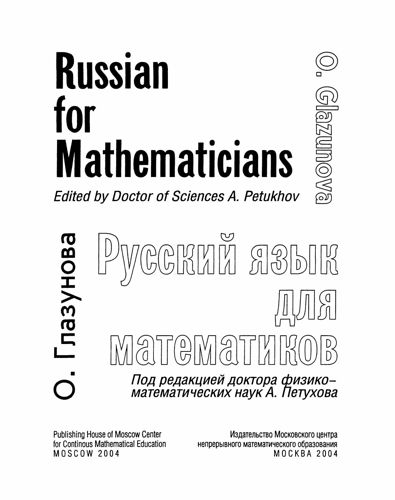 Russian
for
Mathematicians
Edited by Doctor of Sciences A. Petukhov
O. Glazunova
О. Глазунова
Русский язык
для
математиков
Под редакцией доктора физико–
математических наук А. Петухова
Publishing House of Moscow Center
for Continous Mathematical Education
MOSCOW 2004
Издательство Московского центра
непрерывного математического образования
МОСКВА 2004